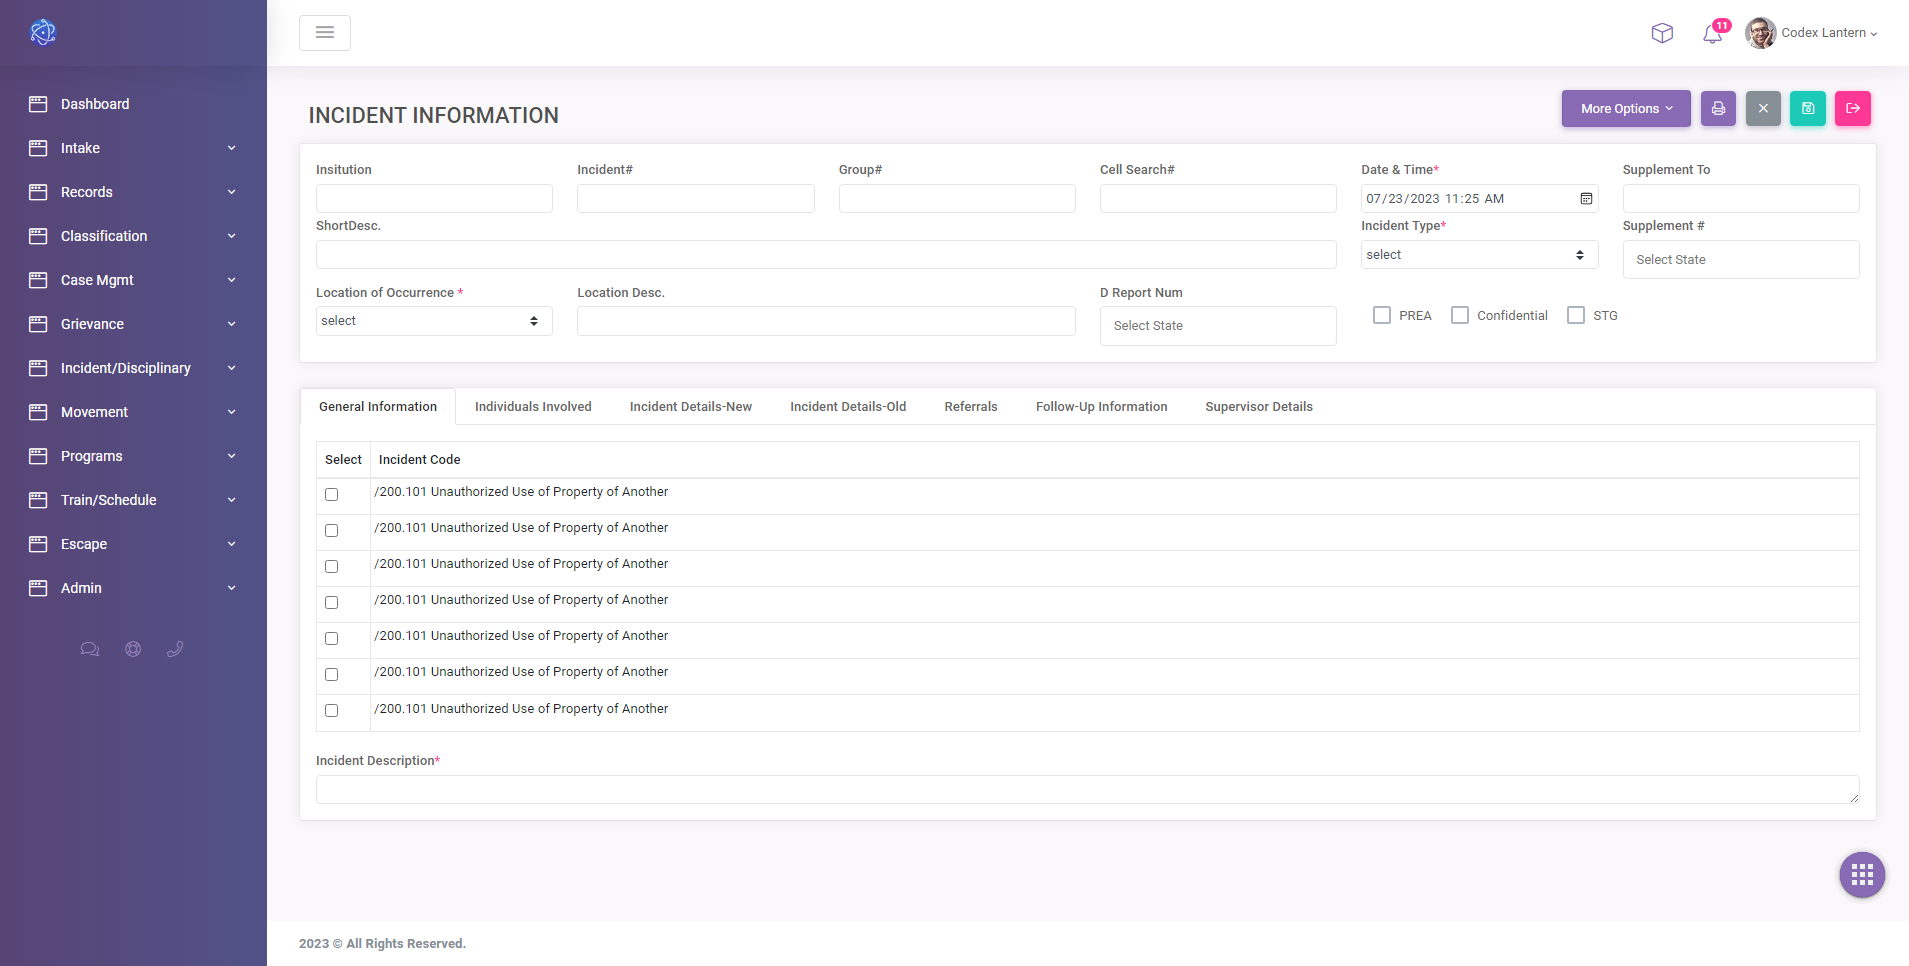 11
Codex Lantern
Dashboard
Intake
Records
Classification
Case Mgmt
Grievance
Incident/Disciplinary
Movement
Programs
Train/Schedule
Escape
Admin
INCIDENT INFORMATION
More Options
Insitution
Incident#
Group#
Cell Search#
Date & Time*
Supplement To
07/23/2023 11:25 AM
ShortDesc.
Incident Type*
Supplement #
select
Select State
Location of Occurrence *
Location Desc.
D Report Num
select
Select State
PREA
Confidential
STG
General Information
Individuals Involved
Incident Details-New
Incident Details-Old
Referrals
Follow-Up Information
Supervisor Details
Select
Incident Code
/200.101 Unauthorized Use of Property of Another
/200.101 Unauthorized Use of Property of Another
/200.101 Unauthorized Use of Property of Another
/200.101 Unauthorized Use of Property of Another
/200.101 Unauthorized Use of Property of Another
/200.101 Unauthorized Use of Property of Another
/200.101 Unauthorized Use of Property of Another
Incident Description*
2023 © All Rights Reserved.